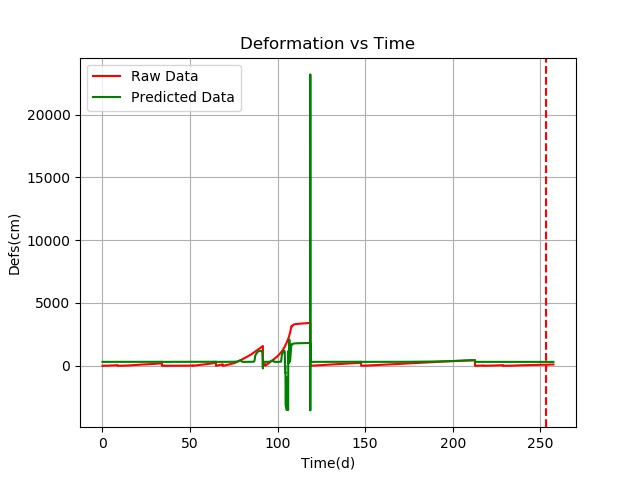 Deformation vs Time
Raw Data
Predicted Data
Defs(cm)
20000
15000
10000
5000
0
0 50 100 150 200 250
Time(d)